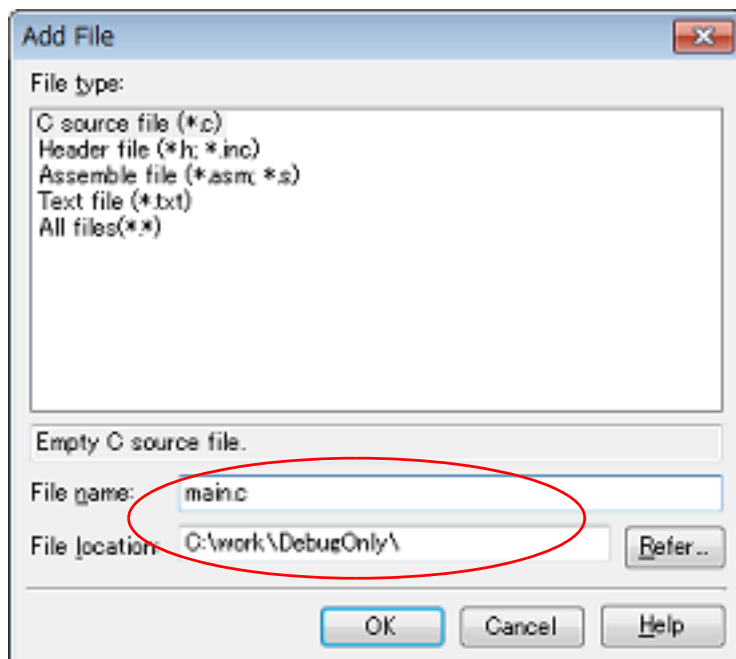 Add File
File type:
C source file (*.c)
Header file (*.h; *.inc)
Assemble file (*.asm; *.s)
Text file (*.txt)
All files(*.*)
Empty C source file.
File name: main.c
File location: C:\work\DebugOnly\ Refer...
OK Cancel Help